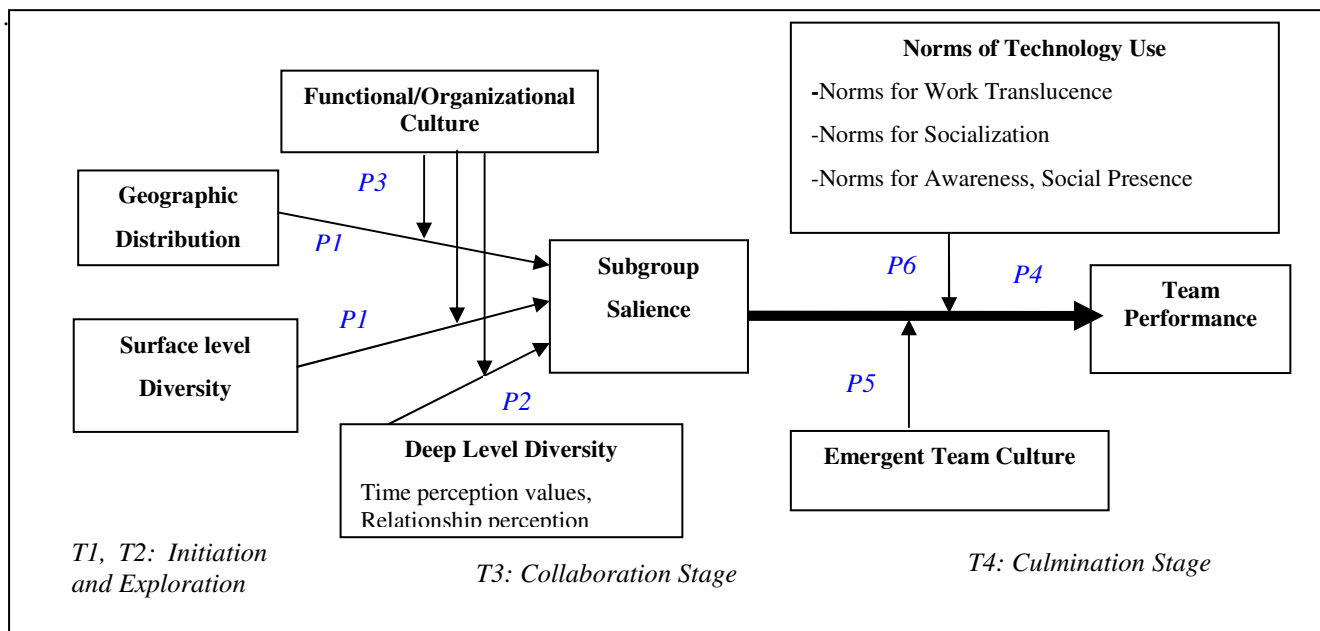 .
Norms of Technology Use
-Norms for Work Translucence
-Norms for Socialization
-Norms for Awareness, Social Presence
Functional/Organizational
Culture
P3
Geographic
Distribution
P1
Subgroup
Salience
P6
P4
Team
Performance
P1
Surface level
Diversity
P2
P5
Deep Level Diversity
Time perception values,
Relationship perception
Emergent Team Culture
T1, T2: Initiation
and Exploration
T3: Collaboration Stage
T4: Culmination Stage